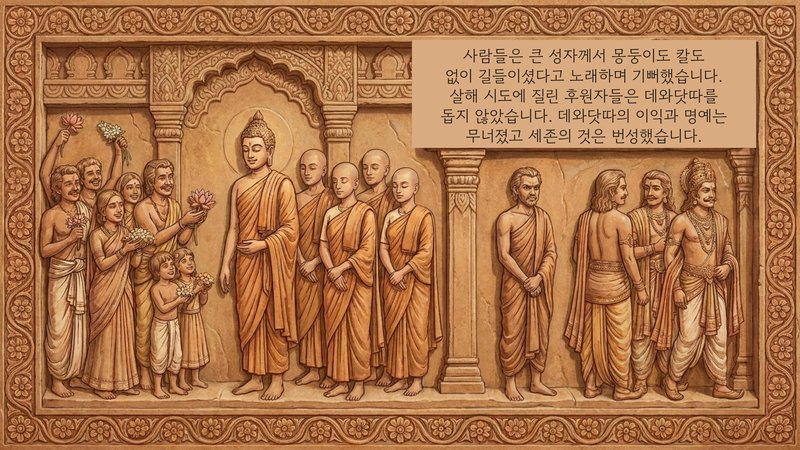 사람들은 큰 성자께서 몽둥이도 칼도
없이 길들이셨다고 노래하며 기뻐했습니다.
살해 시도에 질린 후원자들은 데와닷따를
돕지 않았습니다. 데와닷따의 이익과 명예는
무너졌고 세존의 것은 번성했습니다.